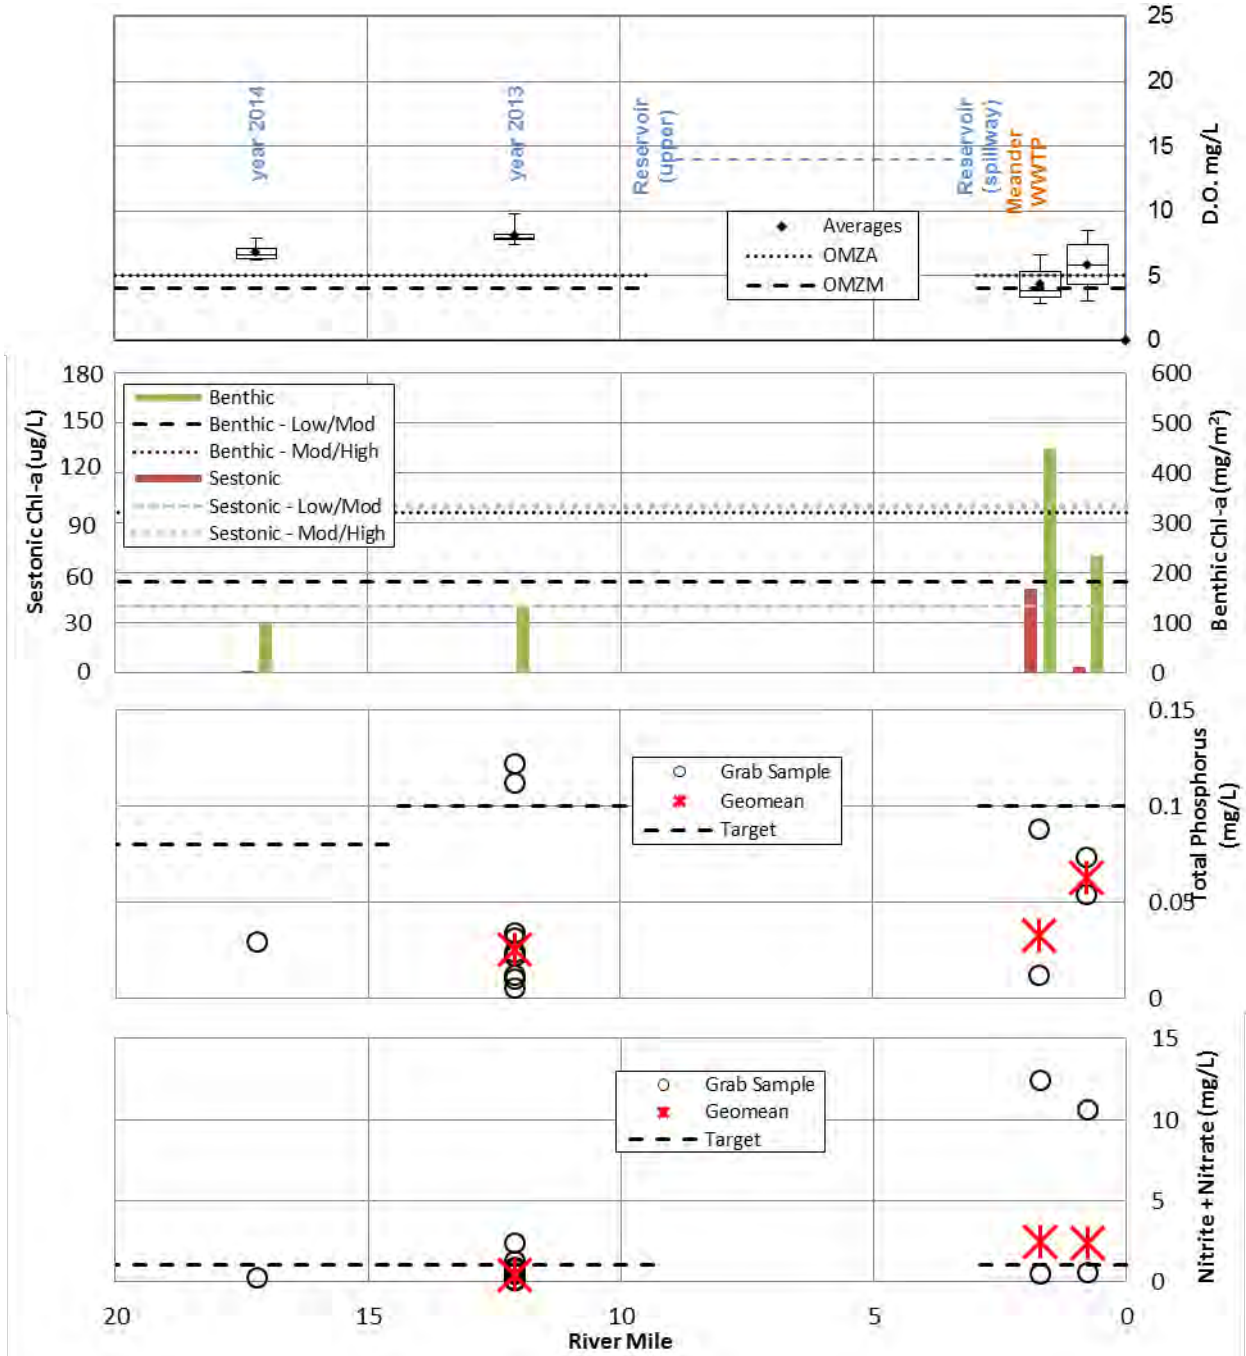 25
20
15
10
5
0
D.O. mg/L
year 2014
year 2013
Reservoir
(upper)
Reservoir
(spillway)
Meander
WWTP
Averages
OMZA
OMZM
180
150
120
90
60
30
0
Sestonic Chl-a (ug/L)
600
500
400
300
200
100
0
Benthic Chl-a (mg/m²)
Benthic
Benthic - Low/Mod
Benthic - Mod/High
Sestonic
Sestonic - Low/Mod
Sestonic - Mod/High
0.15
0.1
0.05
0
Total Phosphorus
(mg/L)
Grab Sample
Geomean
Target
15
10
5
0
Nitrite + Nitrate (mg/L)
Grab Sample
Geomean
Target
20
15
10
5
0
River Mile